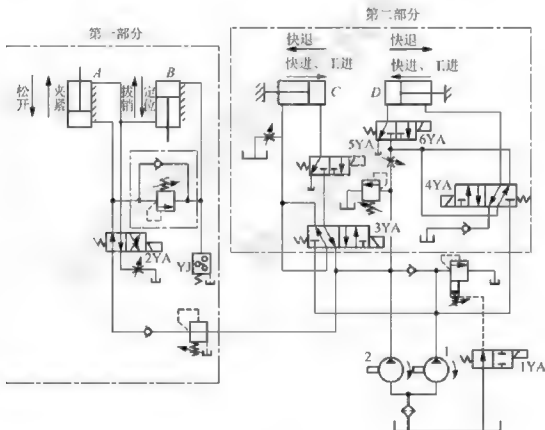 第一部分
第二部分
快退
快退
快进、工进
快进、工进
A
B
C
D
松开
夹紧
拔销
定位
5YA
6YA
4YA
3YA
2YA
YJ
1YA
2
1